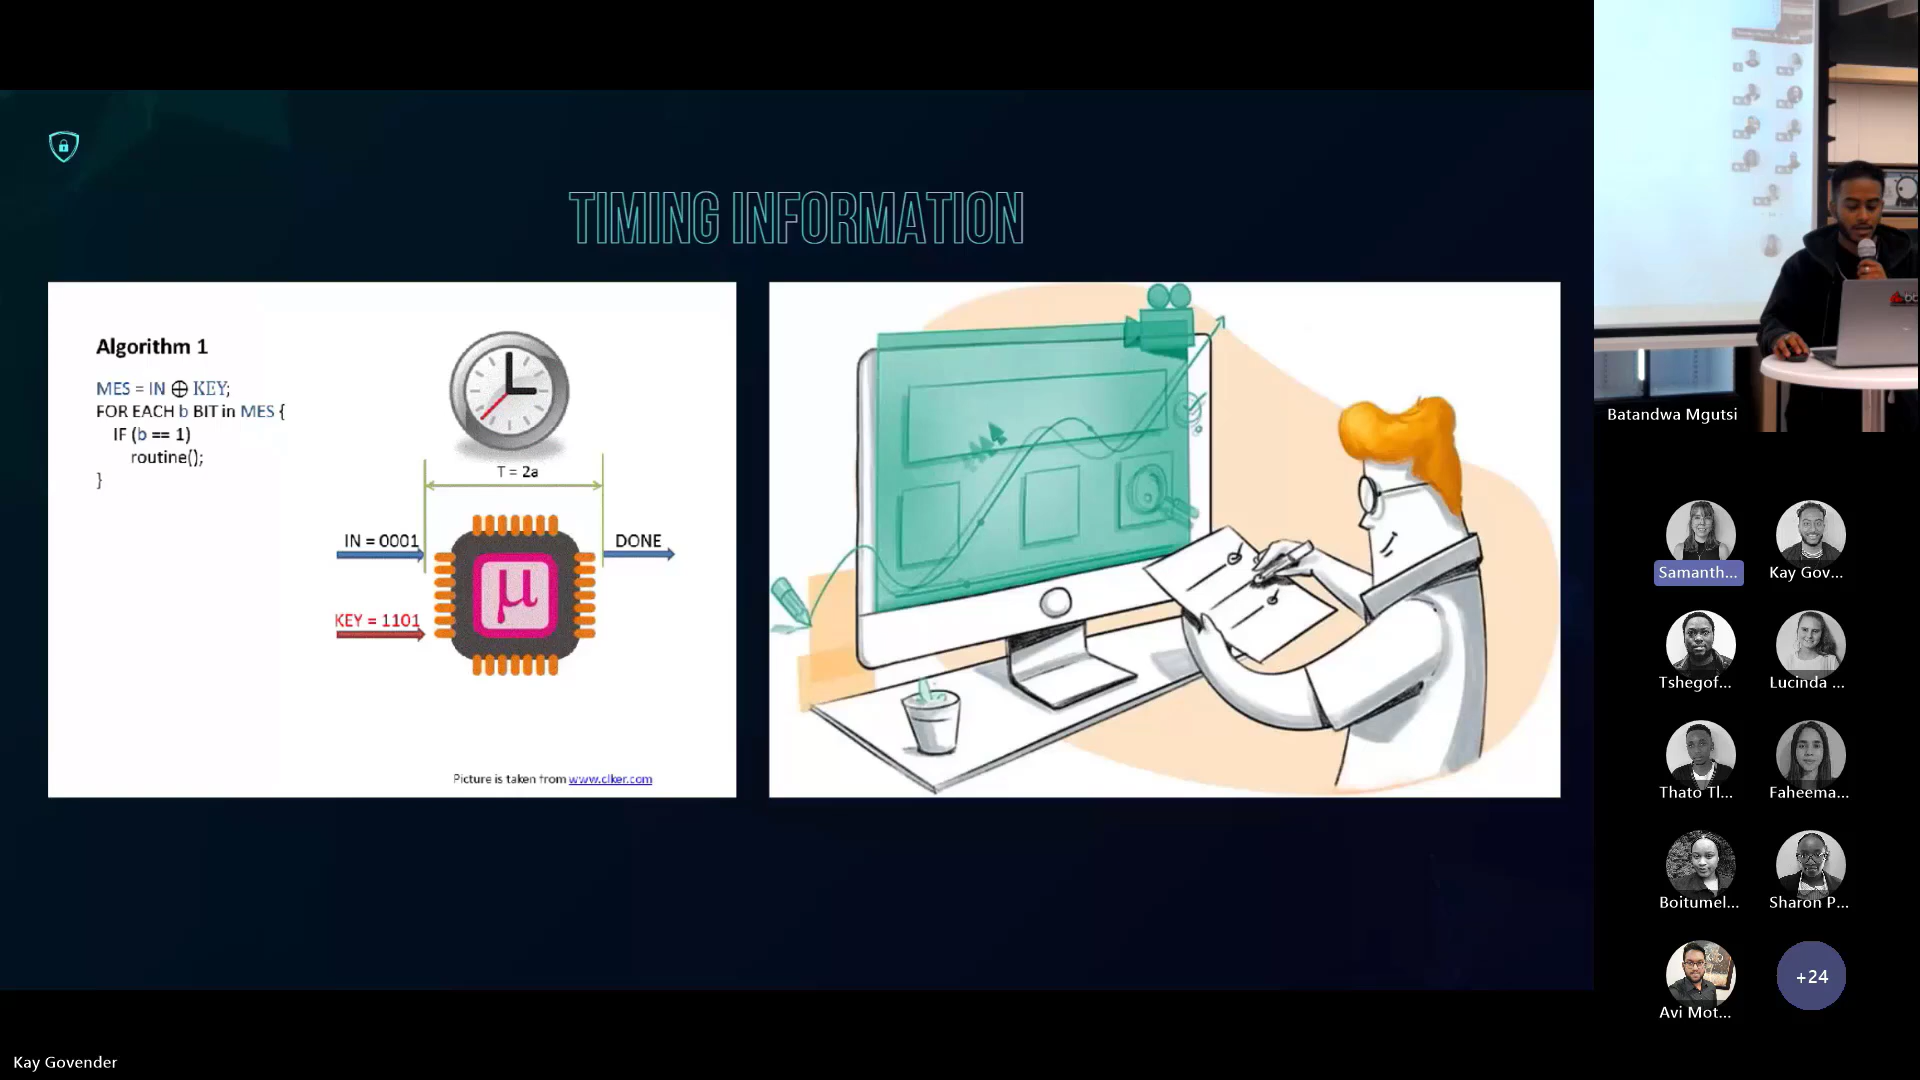 TIMING INFORMATION
Algorithm 1
MES = IN ⊕ KEY;
FOR EACH b BIT in MES {
IF (b == 1)
routine();
}
T = 2a
IN = 0001
DONE
KEY = 1101
μ
Picture is taken from www.clker.com
Batandwa Mgutsi
Samanth...
Kay Gov...
Tshegof...
Lucinda ...
Thato Tl...
Faheema...
Boitumel...
Sharon P...
Avi Mot...
+24
Kay Govender